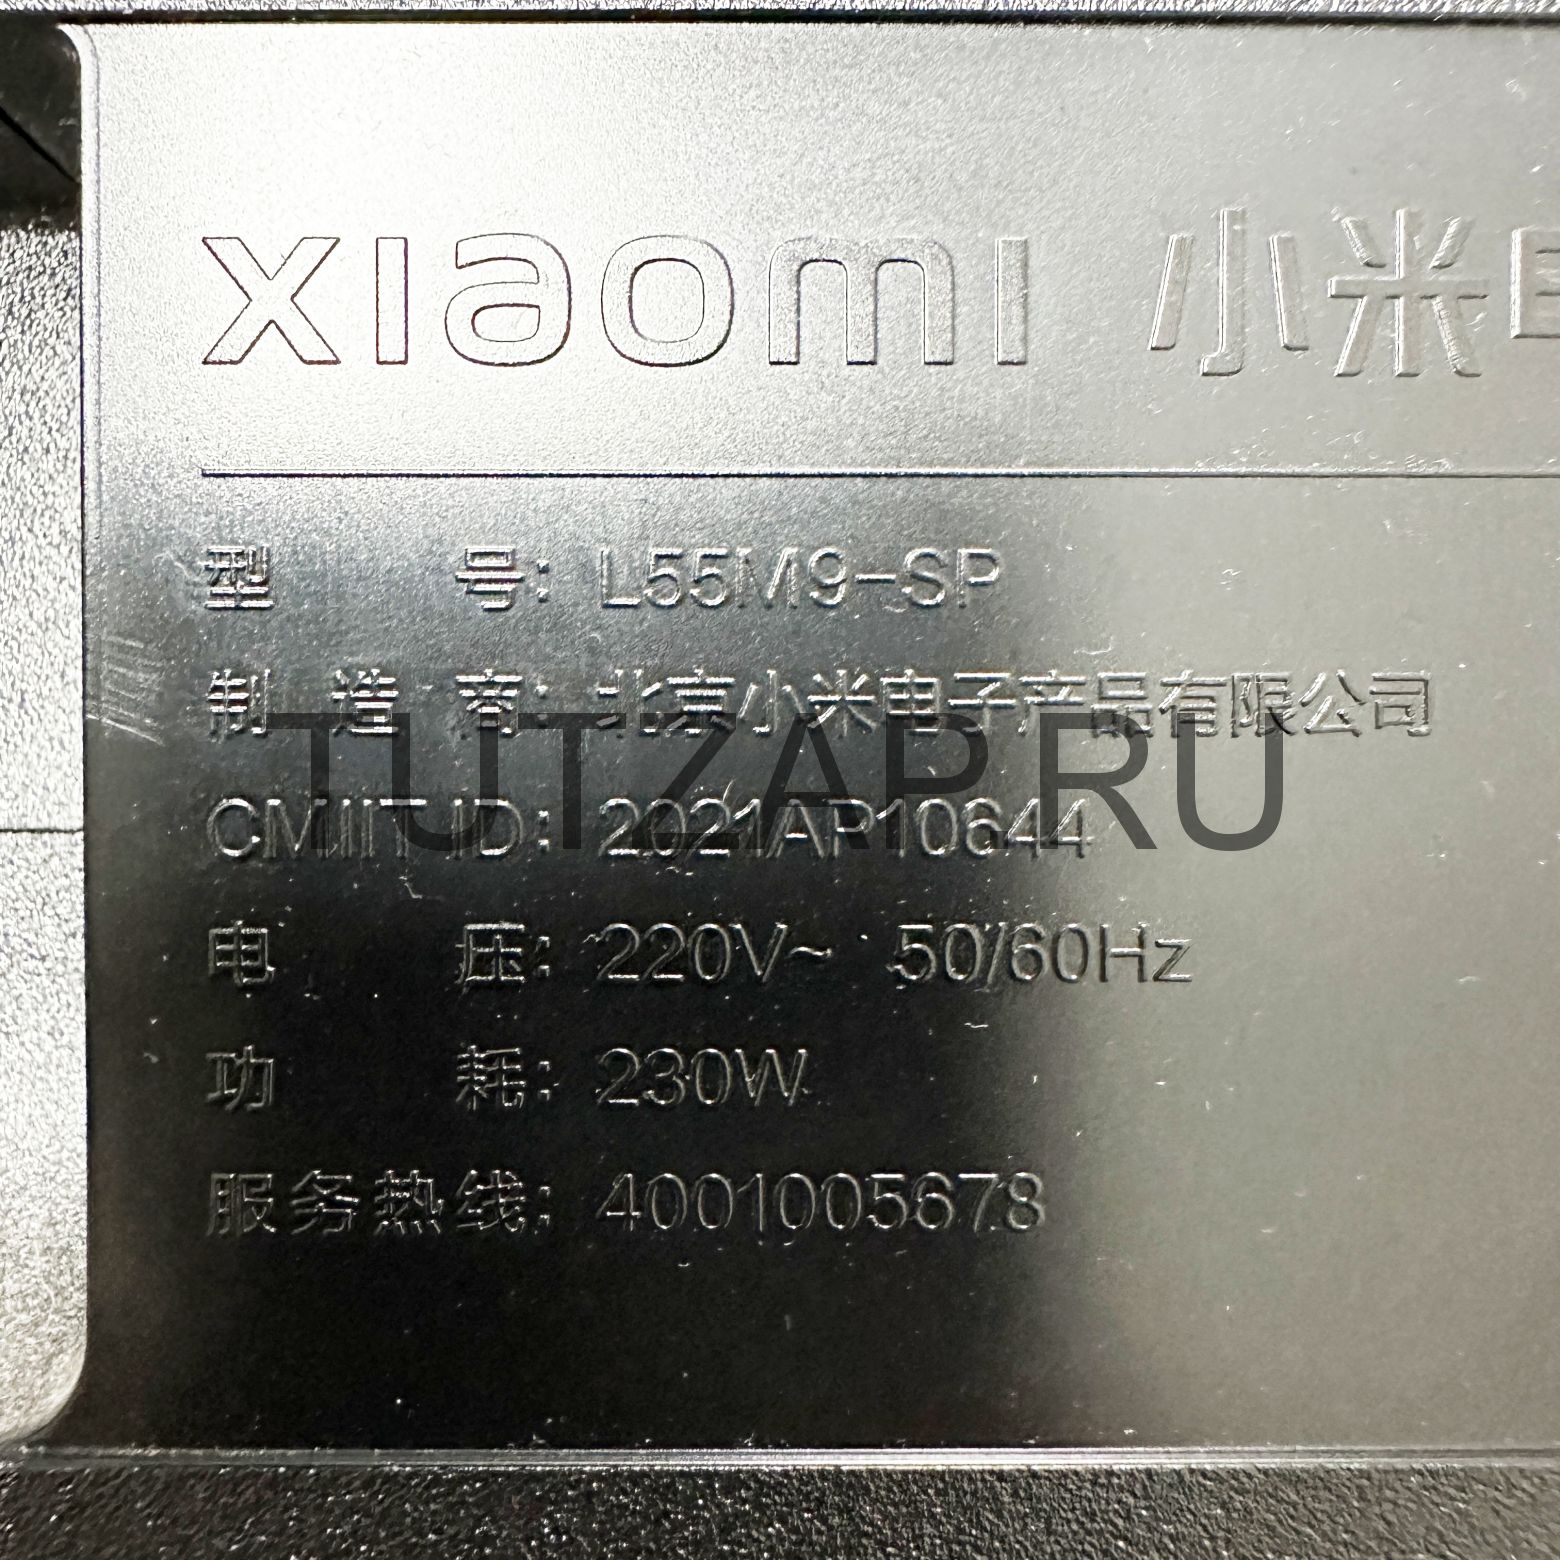 xiaomi 小米电
型 号: L55M9-SP
制 造 商: 北京小米电子产品有限公司
TUTZAP.RU
CMIIT ID: 2021AP10644
电 压: 220V~ 50/60Hz
功 耗: 230W
服务热线: 4001005678